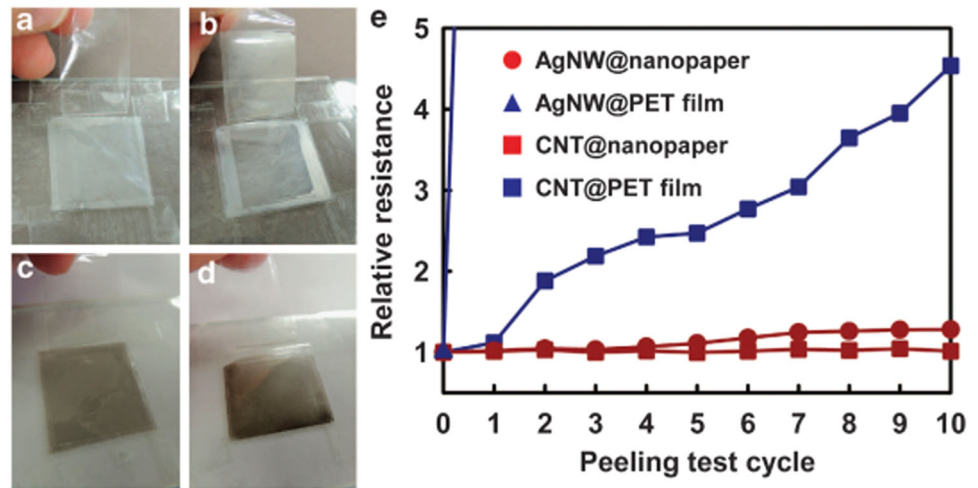 a
b
c
d
e
5
4
3
2
1
Relative resistance
AgNW@nanopaper
AgNW@PET film
CNT@nanopaper
CNT@PET film
0 1 2 3 4 5 6 7 8 9 10
Peeling test cycle